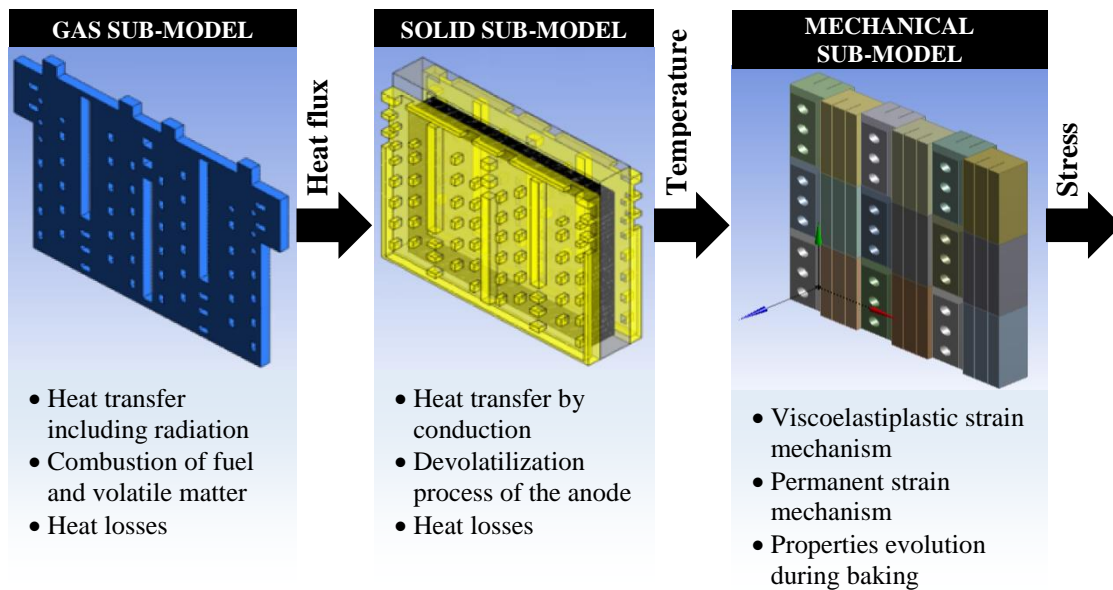 GAS SUB-MODEL
• Heat transfer
including radiation
• Combustion of fuel
and volatile matter
• Heat losses
Heat flux
SOLID SUB-MODEL
• Heat transfer by
conduction
• Devolatilization
process of the anode
• Heat losses
Temperature
MECHANICAL
SUB-MODEL
• Viscoelastiplastic strain
mechanism
• Permanent strain
mechanism
• Properties evolution
during baking
Stress